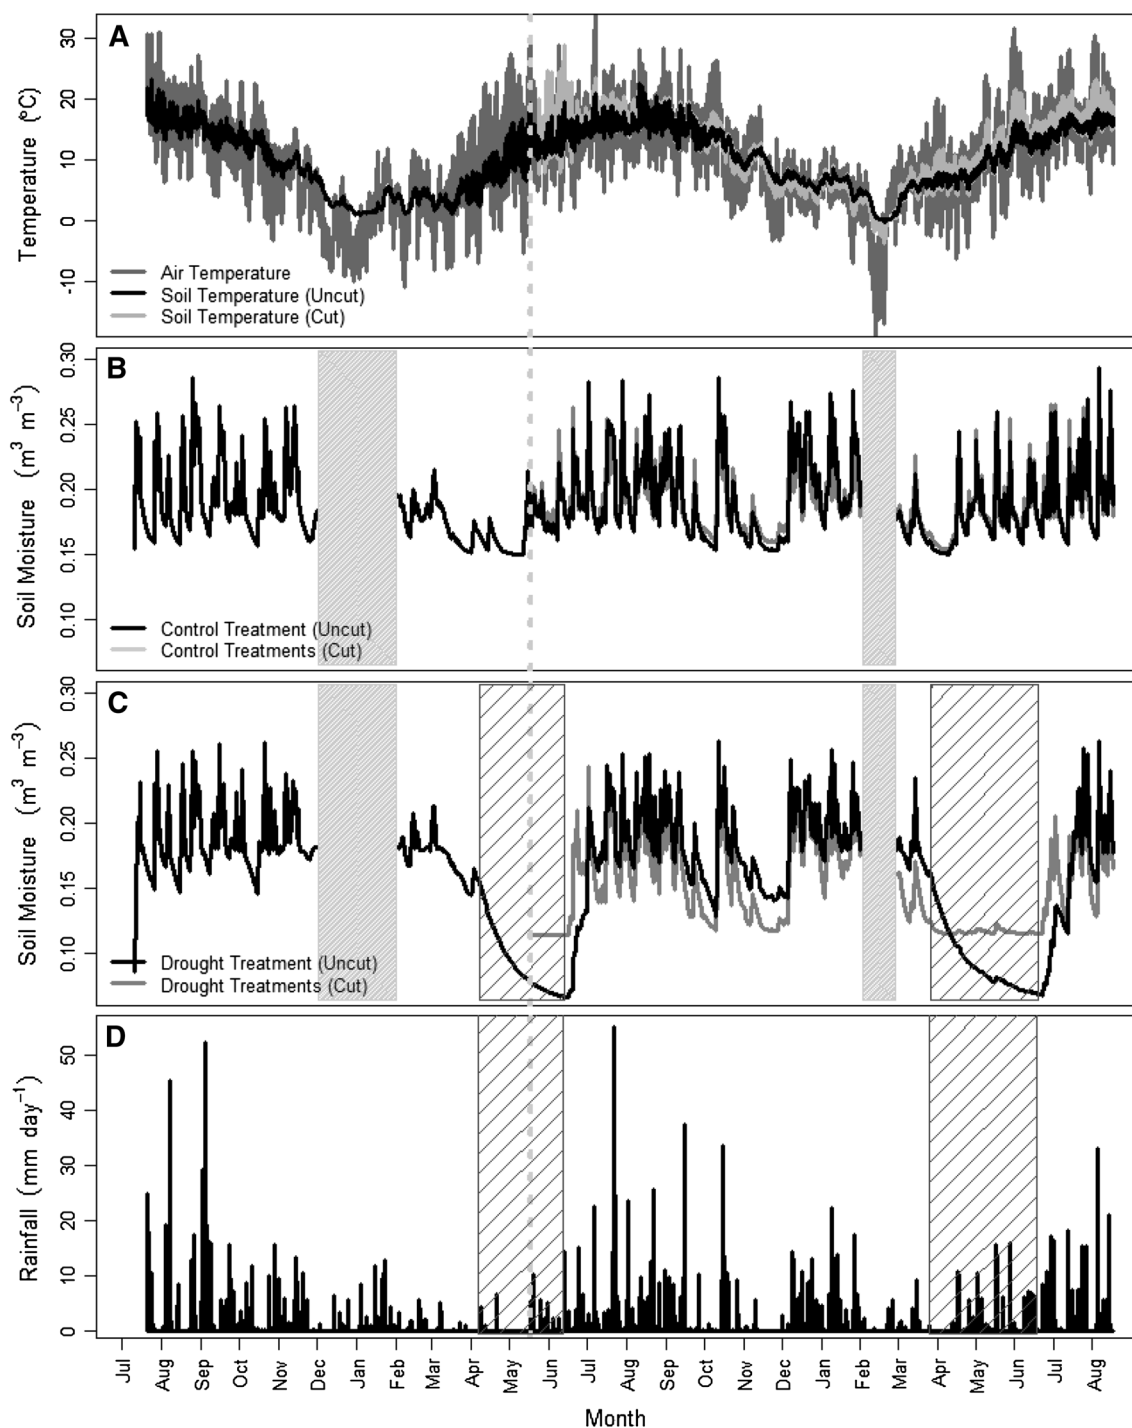 A
Temperature (ºC)
30
20
10
0
-10
Air Temperature
Soil Temperature (Uncut)
Soil Temperature (Cut)
B
Soil Moisture (m³ m⁻³)
0.30
0.25
0.20
0.15
0.10
Control Treatment (Uncut)
Control Treatments (Cut)
C
Soil Moisture (m³ m⁻³)
0.30
0.25
0.20
0.15
0.10
Drought Treatment (Uncut)
Drought Treatments (Cut)
D
Rainfall (mm day⁻¹)
50
40
30
20
10
0
Jul Aug Sep Oct Nov Dec Jan Feb Mar Apr May Jun Jul Aug Sep Oct Nov Dec Jan Feb Mar Apr May Jun Jul Aug
Month